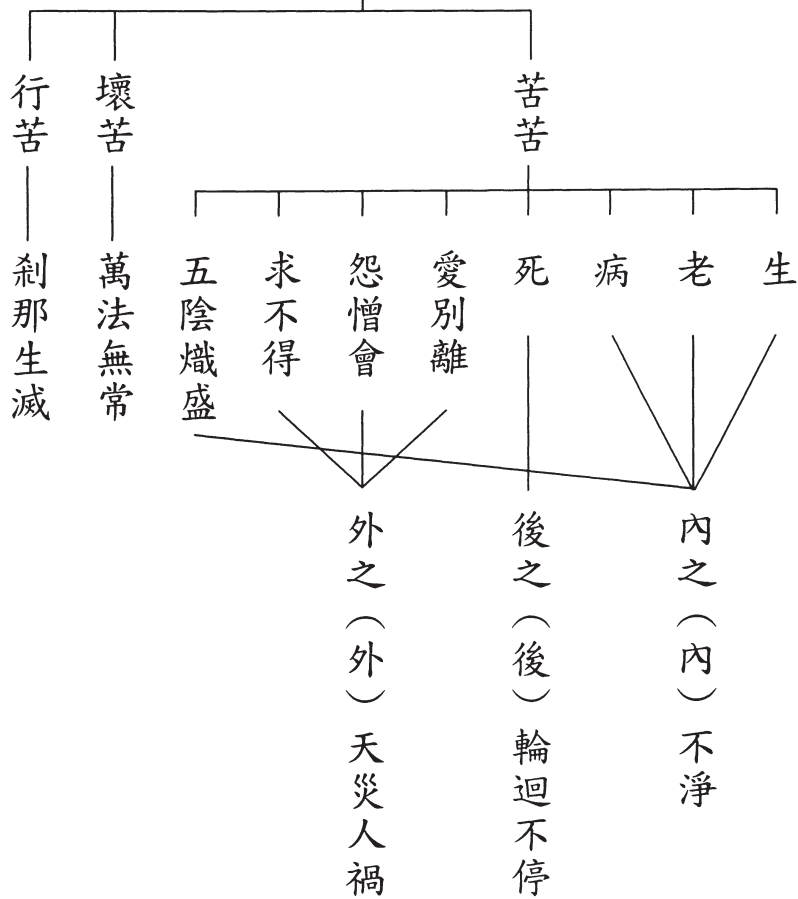 苦苦
壞苦
行苦
生
老
病
死
愛別離
怨憎會
求不得
五陰熾盛
萬法無常
剎那生滅
內之（內）不淨
後之（後）輪迴不停
外之（外）天災人禍